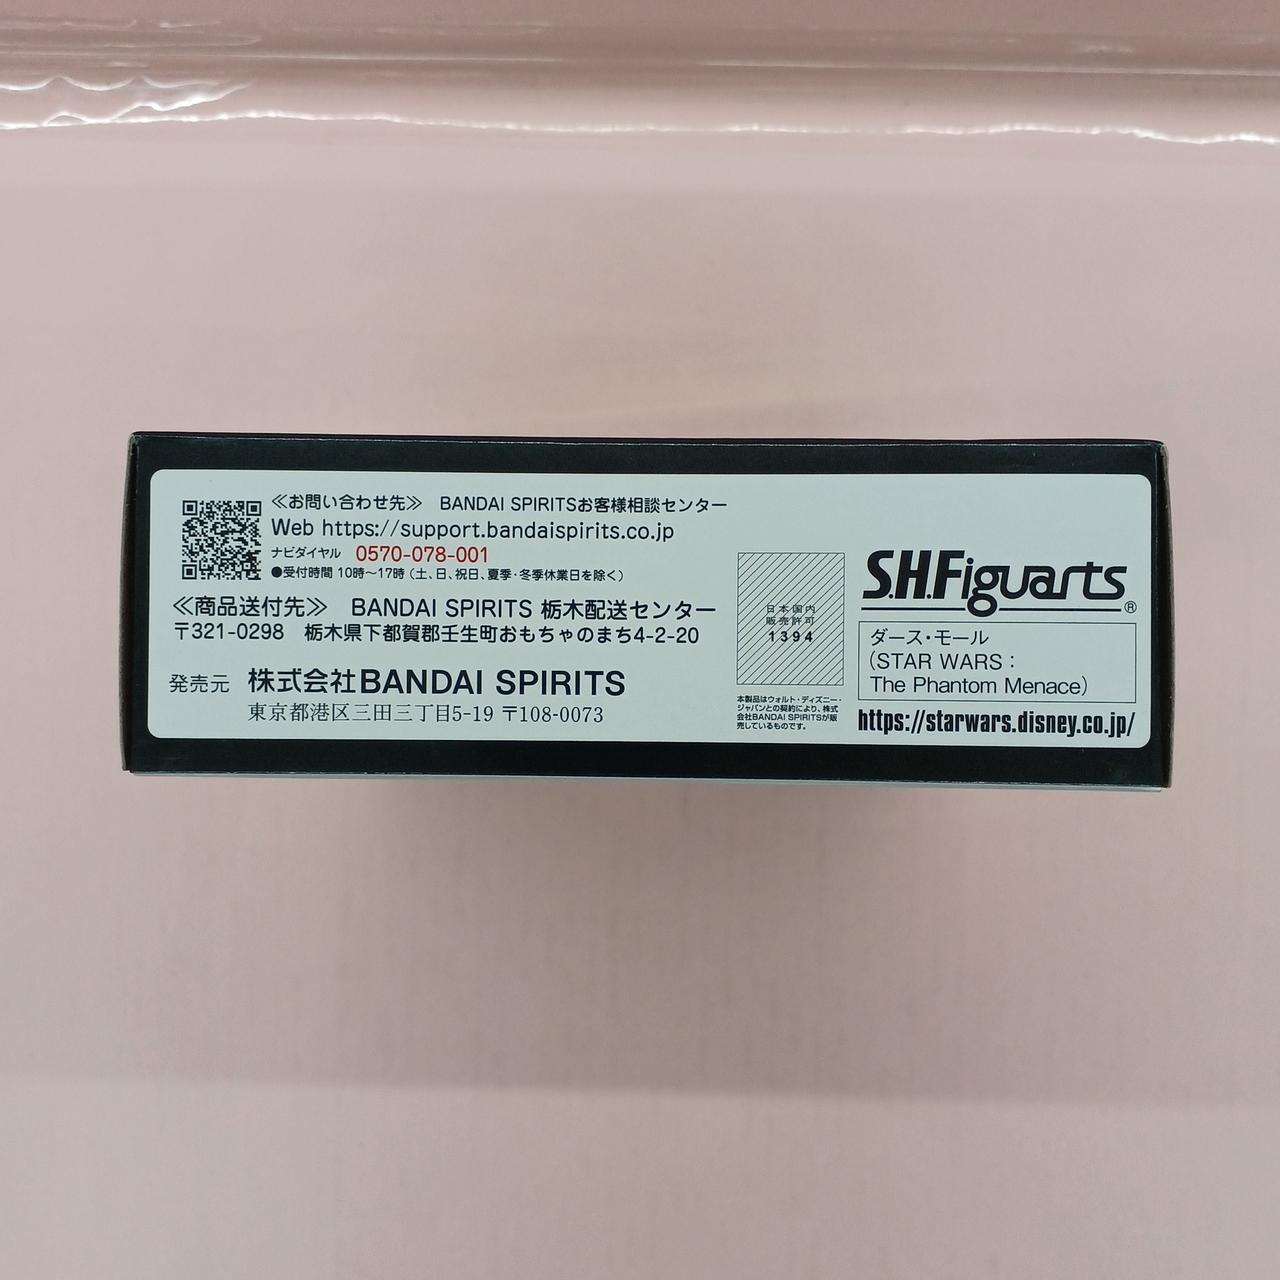 ≪お問い合わせ先≫ BANDAI SPIRITSお客様相談センター
Web https://support.bandaispirits.co.jp
ナビダイヤル 0570-078-001
●受付時間 10時～17時（土、日、祝日、夏季・冬季休業日を除く）
≪商品送付先≫ BANDAI SPIRITS 栃木配送センター
〒321-0298 栃木県下都賀郡壬生町おもちゃのまち4-2-20
発売元 株式会社BANDAI SPIRITS
東京都港区三田三丁目5-19 〒108-0073
日本国内
販売許可
1394
本製品はウォルト・ディズニー・
ジャパンとの契約により、株式
会社BANDAI SPIRITSが販
売しているものです。
S.H.Figuarts®
ダース・モール
（STAR WARS：
The Phantom Menace）
https://starwars.disney.co.jp/